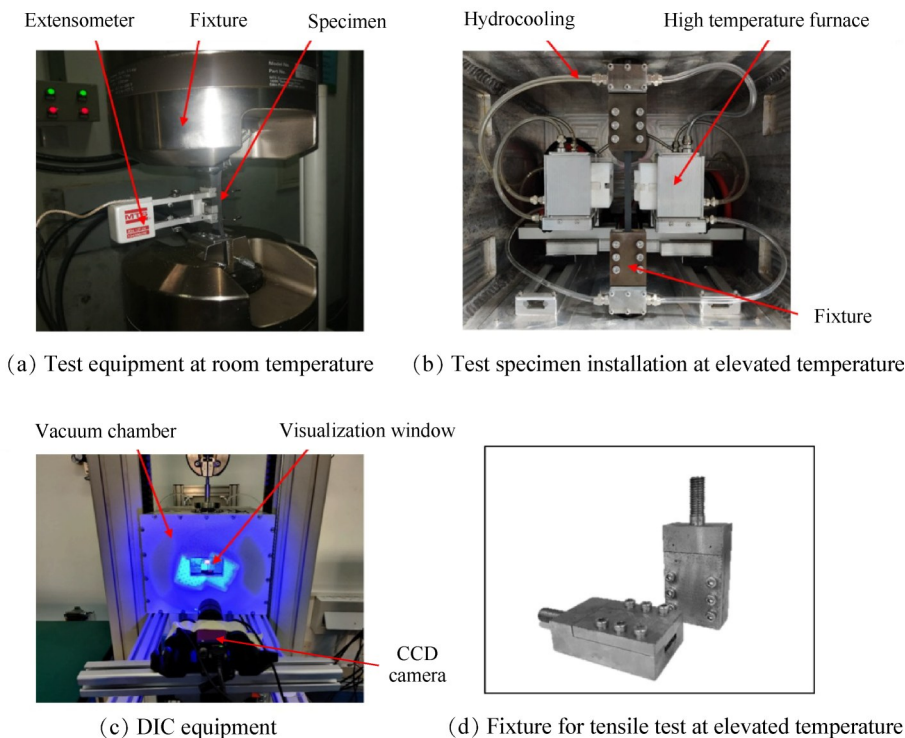 Extensometer
Fixture
Specimen
MTS
(a) Test equipment at room temperature
Hydrocooling
High temperature furnace
Fixture
(b) Test specimen installation at elevated temperature
Vacuum chamber
Visualization window
CCD
camera
(c) DIC equipment
(d) Fixture for tensile test at elevated temperature